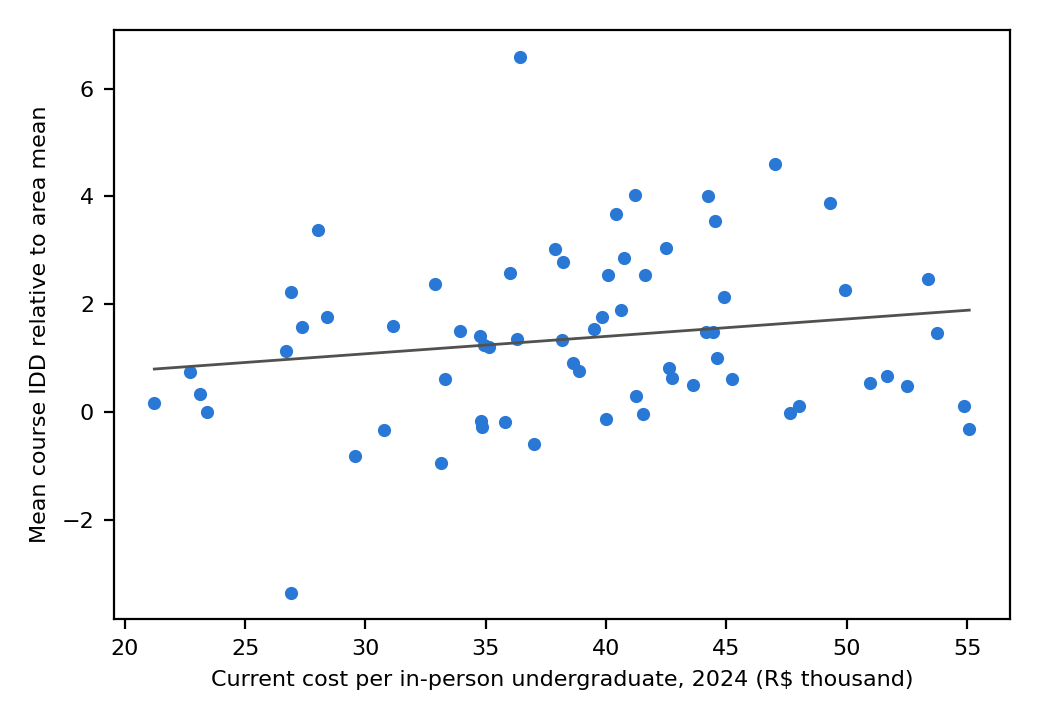 Mean course IDD relative to area mean
6
4
2
0
−2
20 25 30 35 40 45 50 55
Current cost per in-person undergraduate, 2024 (R$ thousand)